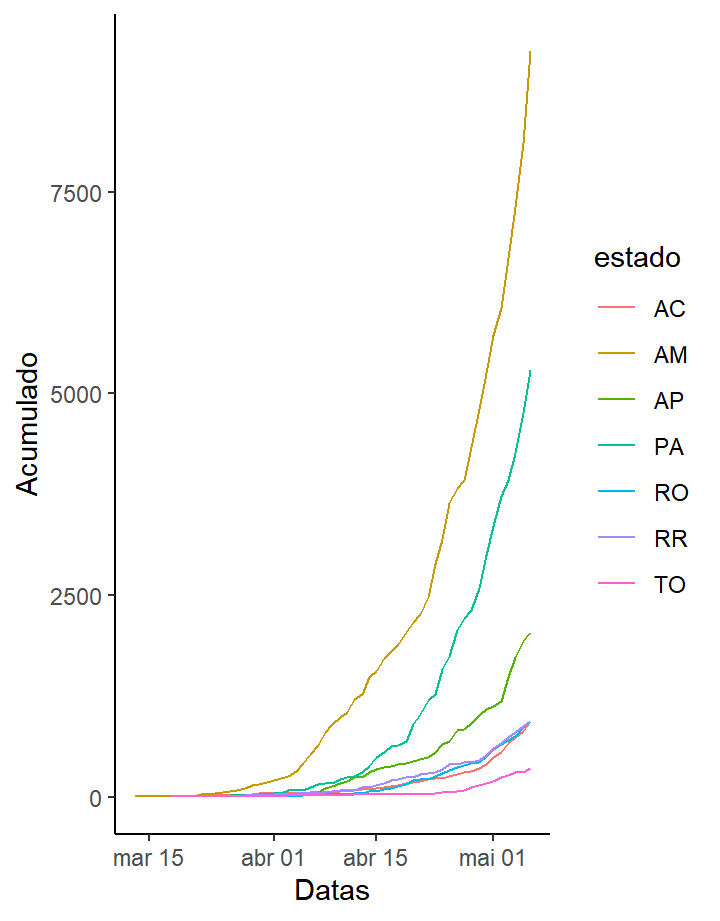 Acumulado
7500
5000
2500
0
mar 15
abr 01
abr 15
mai 01
Datas
estado
AC
AM
AP
PA
RO
RR
TO